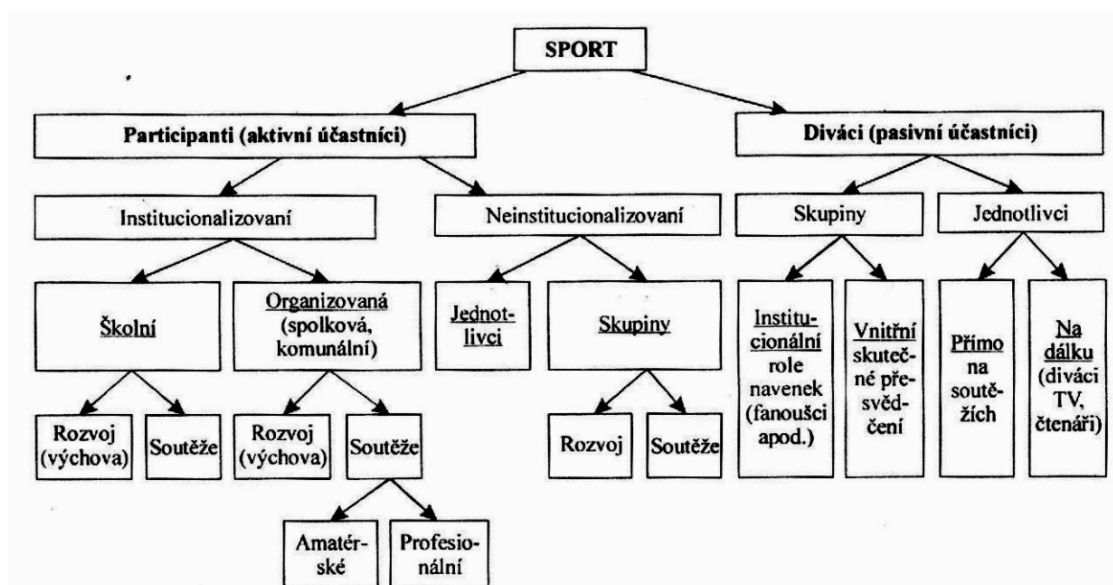 SPORT
Participanti (aktivní účastníci)
Diváci (pasivní účastníci)
Institucionalizovaní
Neinstitucionalizovaní
Skupiny
Jednotlivci
Školní
Organizovaná
(spolková,
komunální)
Jednot-
livci
Skupiny
Institu-
cionální
role
navenek
(fanoušci
apod.)
Vnitřní
skuteč-
né pře-
svěd-
čení
Přímo
na
soutě-
žích
Na
dálku
(diváci
TV,
čtenáři)
Rozvoj
(výchova)
Soutěže
Rozvoj
(výchova)
Soutěže
Rozvoj
Soutěže
Amatér-
ské
Profesio-
nální